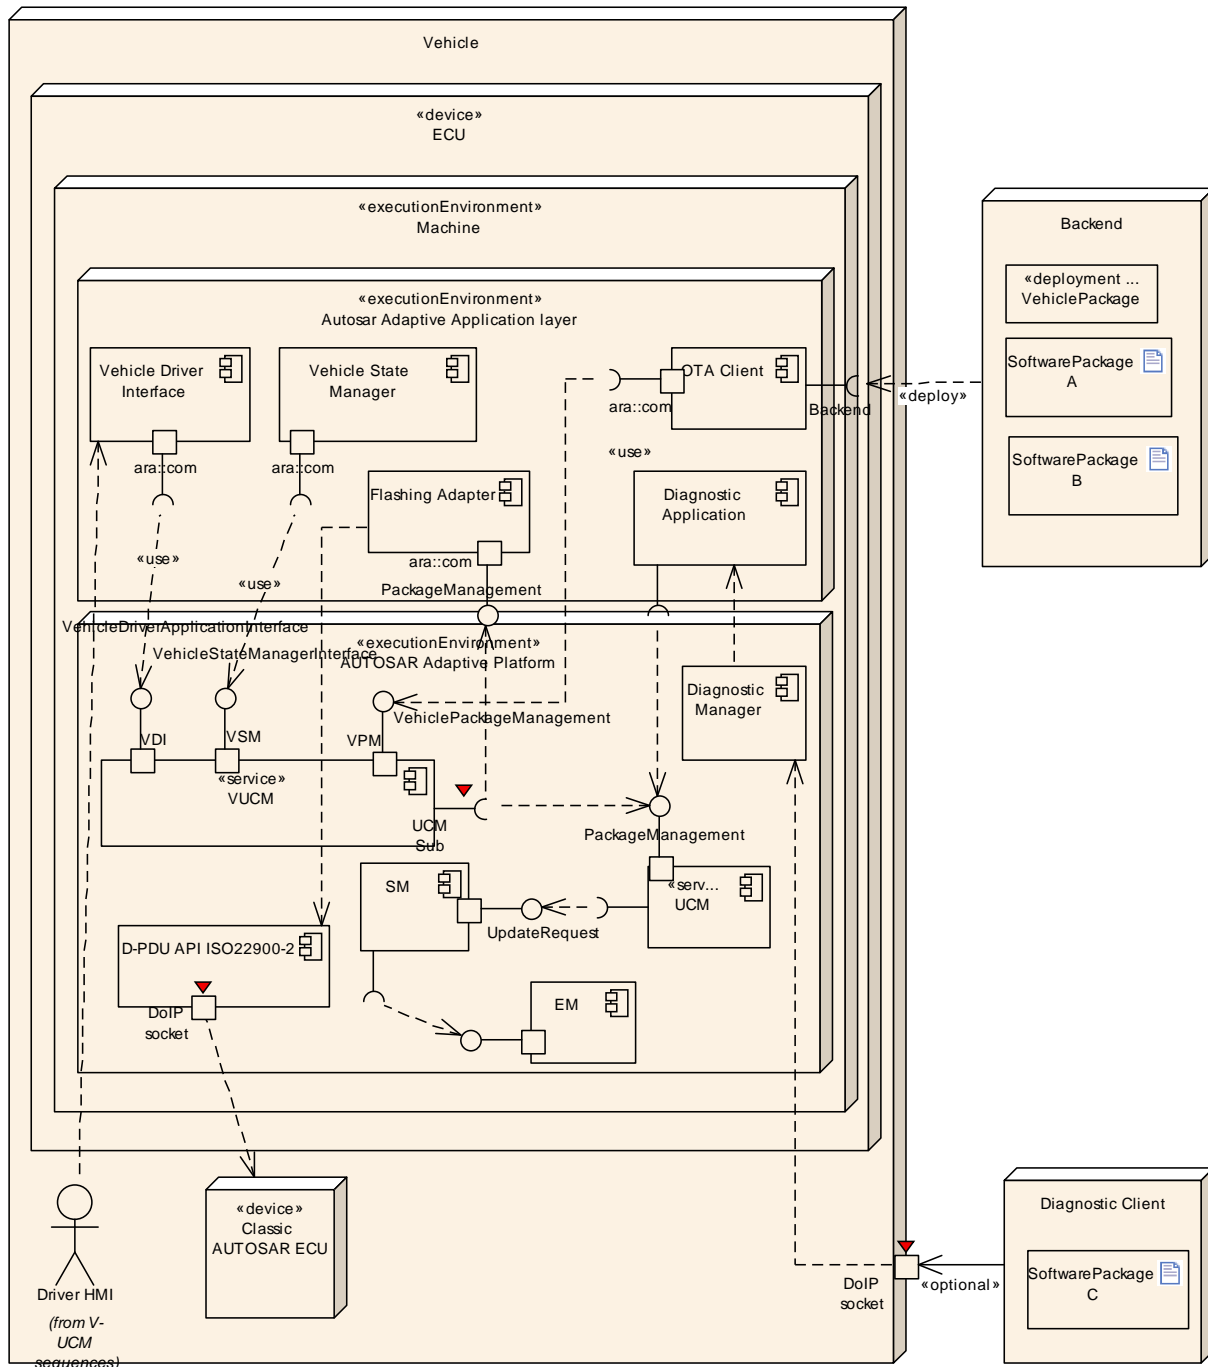 Vehicle
«device»
ECU
«executionEnvironment»
Machine
«executionEnvironment»
Autosar Adaptive Application layer
Vehicle Driver
Interface
ara::com
Vehicle State
Manager
ara::com
OTA Client
ara::com
Backend
«deploy»
Backend
«deployment ...
VehiclePackage
SoftwarePackage
A
SoftwarePackage
B
«use»
Flashing Adapter
ara::com
PackageManagement
Diagnostic
Application
«use»
«use»
VehicleDriverApplicationInterface
VehicleStateManagerInterface
«executionEnvironment»
AUTOSAR Adaptive Platform
Diagnostic
Manager
VehiclePackageManagement
VDI
VSM
VPM
«service»
VUCM
UCM
Sub
PackageManagement
«serv...
UCM
SM
UpdateRequest
D-PDU API ISO22900-2
DoIP
socket
EM
«device»
Classic
AUTOSAR ECU
Driver HMI
(from V-
UCM
sequences)
DoIP
socket
«optional»
Diagnostic Client
SoftwarePackage
C